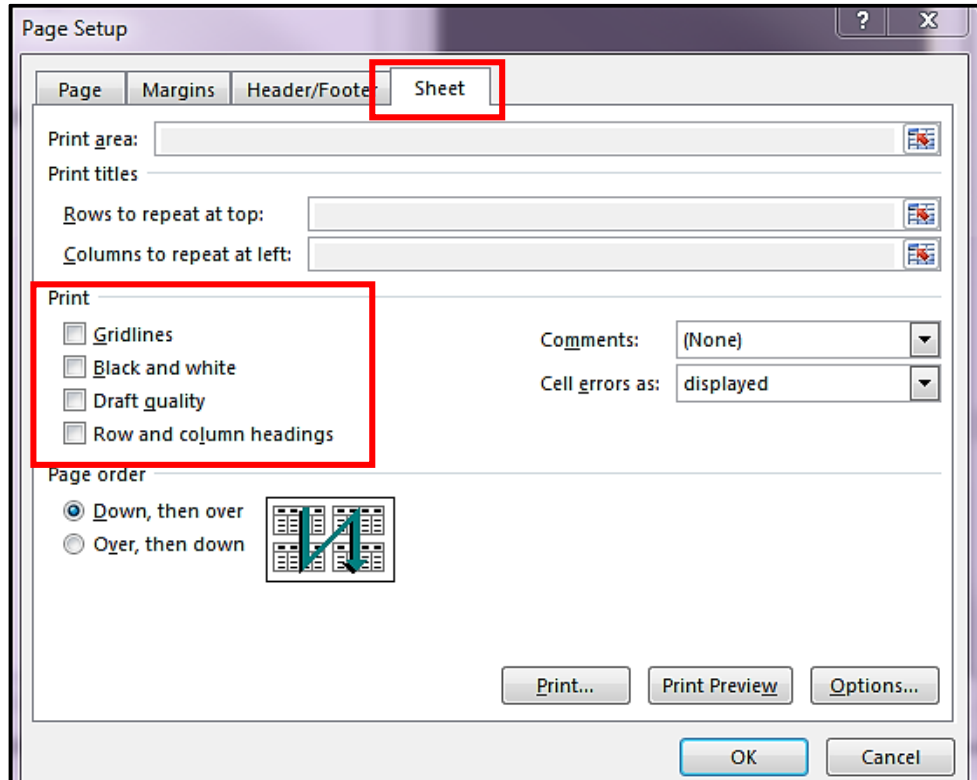 Page Setup
?
X
Page Margins Header/Footer Sheet
Print area:
Print titles
Rows to repeat at top:
Columns to repeat at left:
Print
Gridlines
Comments: (None)
Black and white
Cell errors as: displayed
Draft quality
Row and column headings
Page order
Down, then over
Over, then down
Print... Print Preview Options...
OK Cancel